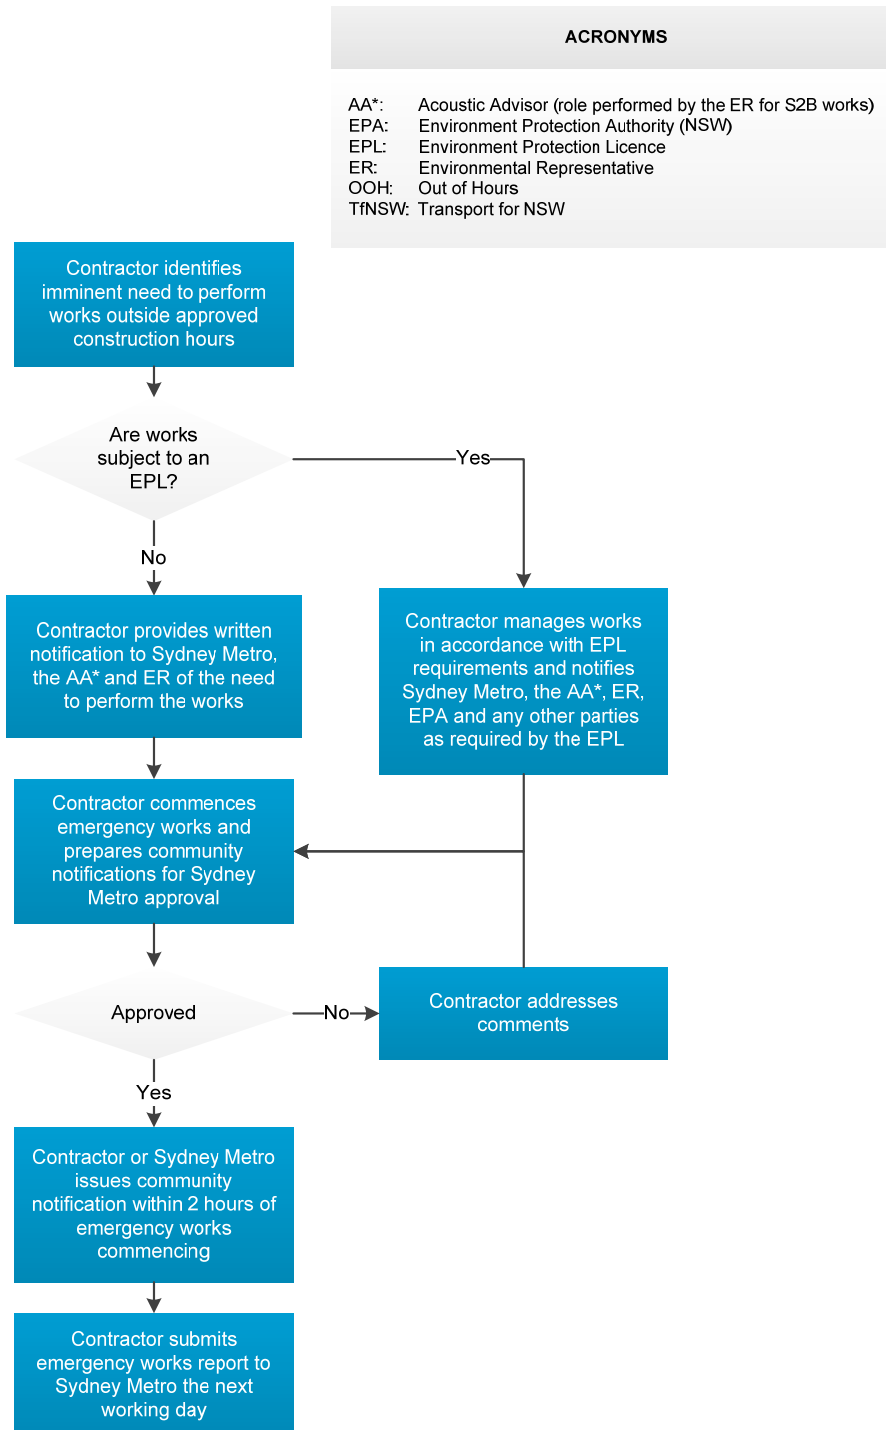 ACRONYMS
AA*: Acoustic Advisor (role performed by the ER for S2B works)
EPA: Environment Protection Authority (NSW)
EPL: Environment Protection Licence
ER: Environmental Representative
OOH: Out of Hours
TfNSW: Transport for NSW
Contractor identifies
imminent need to perform
works outside approved
construction hours
Are works
subject to an
EPL?
Yes
No
Contractor provides written
notification to Sydney Metro,
the AA* and ER of the need
to perform the works
Contractor manages works
in accordance with EPL
requirements and notifies
Sydney Metro, the AA*, ER,
EPA and any other parties
as required by the EPL
Contractor commences
emergency works and
prepares community
notifications for Sydney
Metro approval
Approved
No
Contractor addresses
comments
Yes
Contractor or Sydney Metro
issues community
notification within 2 hours of
emergency works
commencing
Contractor submits
emergency works report to
Sydney Metro the next
working day